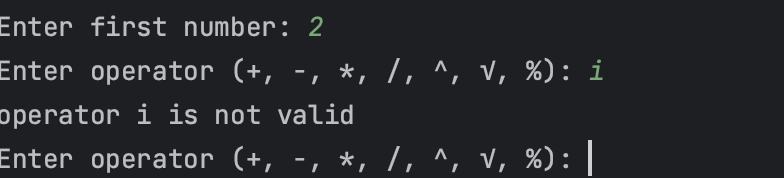 Enter first number: 2
Enter operator (+, -, *, /, ^, √, %): i
operator i is not valid
Enter operator (+, -, *, /, ^, √, %):